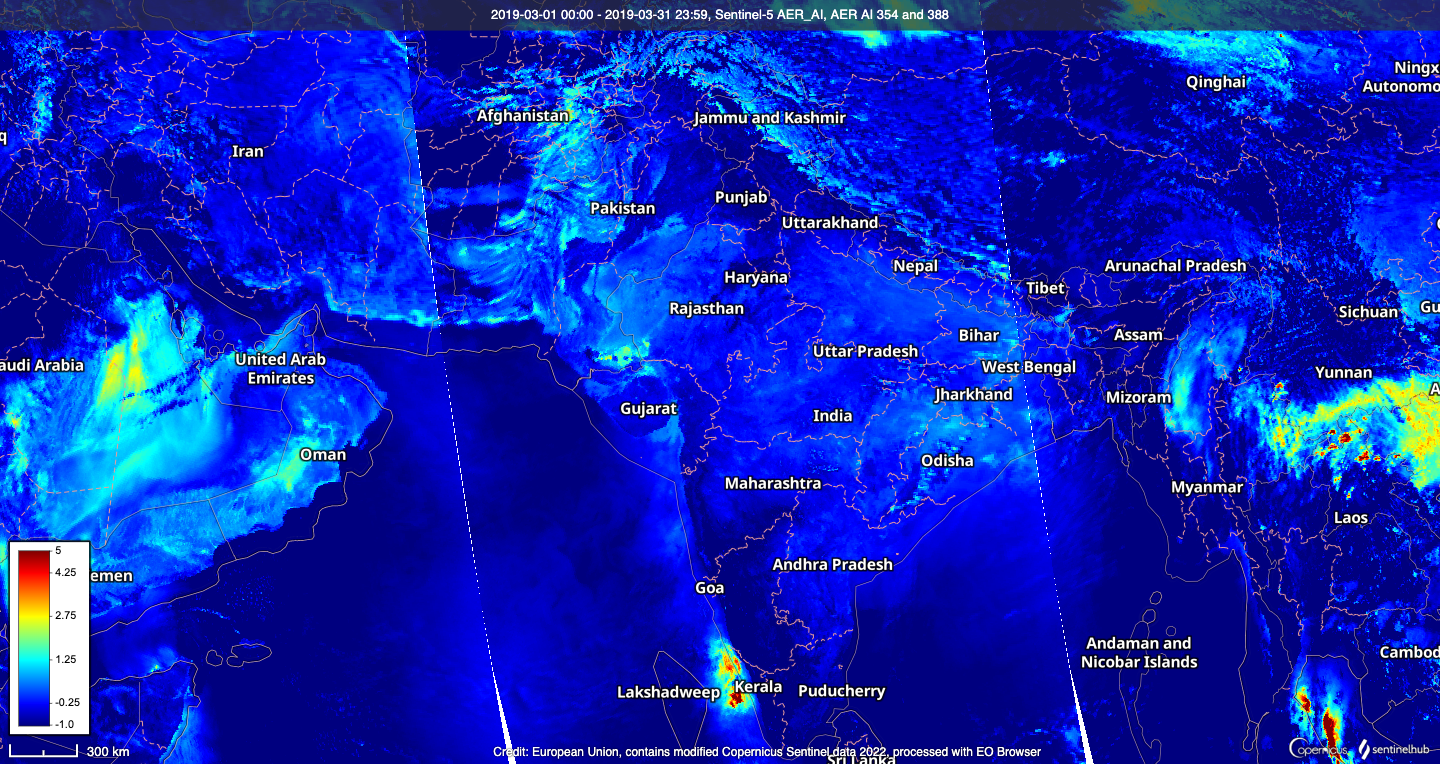 2019-03-01 00:00 - 2019-03-31 23:59, Sentinel-5 AER_AI, AER AI 354 and 388
Ningx
Qinghai
Autonomo
Afghanistan
Jammu and Kashmir
q
Iran
Punjab
Pakistan
Uttarakhand
Nepal
Arunachal Pradesh
Haryana
Tibet
Rajasthan
Sichuan
Gu
Bihar
Assam
Uttar Pradesh
United Arab
Emirates
audi Arabia
West Bengal
Yunnan
A
Jharkhand
Mizoram
Gujarat
India
Oman
Odisha
Maharashtra
Myanmar
Laos
5
4.25
2.75
1.25
-0.25
-1.0
emen
Andhra Pradesh
Goa
Andaman and
Nicobar Islands
Cambod
Lakshadweep
Kerala
Puducherry
300 km
Credit: European Union, contains modified Copernicus Sentinel data 2022, processed with EO Browser
Sri Lanka
Copernicus
sentinelhub